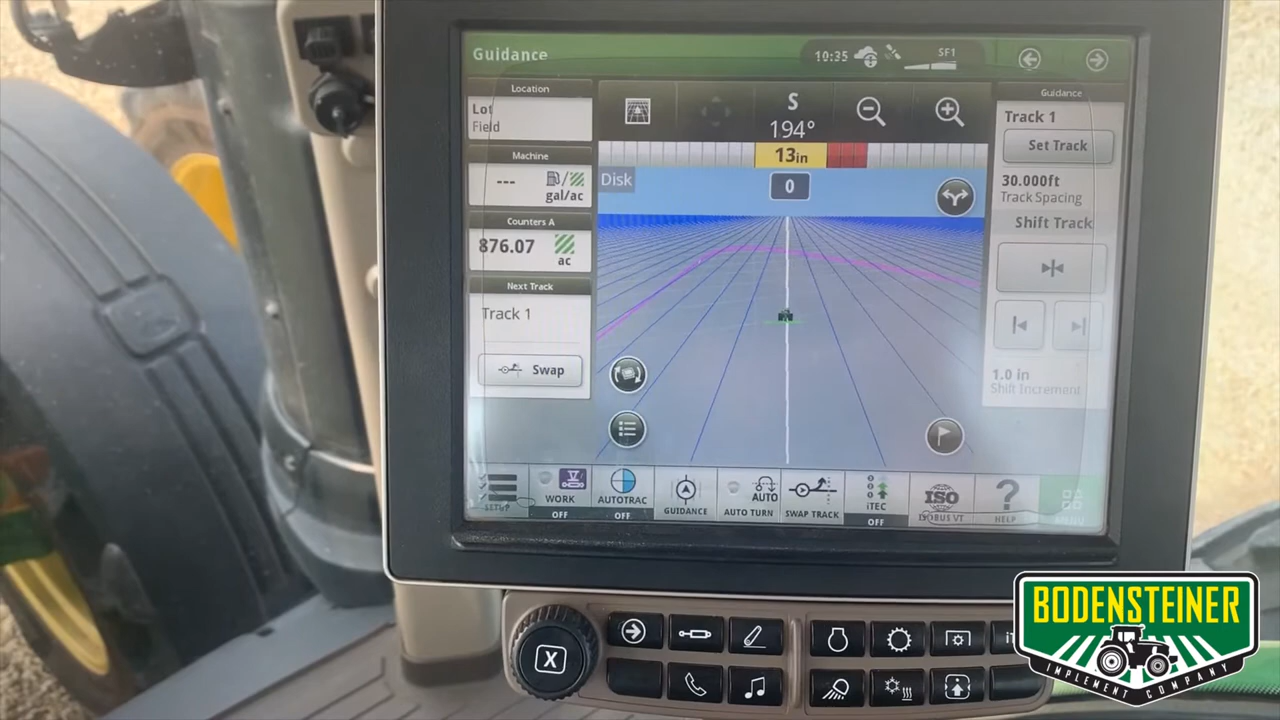 Guidance
10:35
SF1
Location
Lot
Field
Machine
---
gal/ac
Counters A
876.07
ac
Next Track
Track 1
Swap
S
194°
13in
Disk
0
Guidance
Track 1
Set Track
30.000ft
Track Spacing
Shift Track
1.0 in
Shift Increment
SETUP
WORK
OFF
AUTOTRAC
OFF
GUIDANCE
AUTO
AUTO TURN
SWAP TRACK
iTEC
OFF
ISO
ISOBUS VT
?
HELP
MENU
X
BODENSTEINER
IMPLEMENT COMPANY